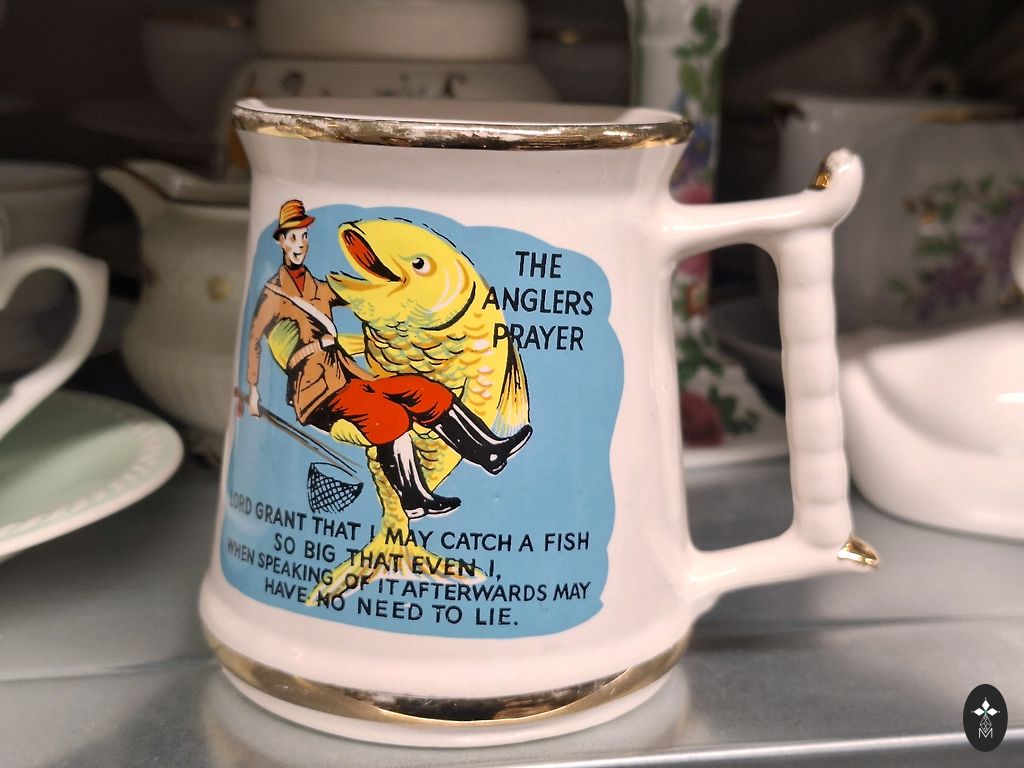 THE
ANGLERS
PRAYER
LORD GRANT THAT I MAY CATCH A FISH
SO BIG THAT EVEN I,
WHEN SPEAKING OF IT AFTERWARDS MAY
HAVE NO NEED TO LIE.
M